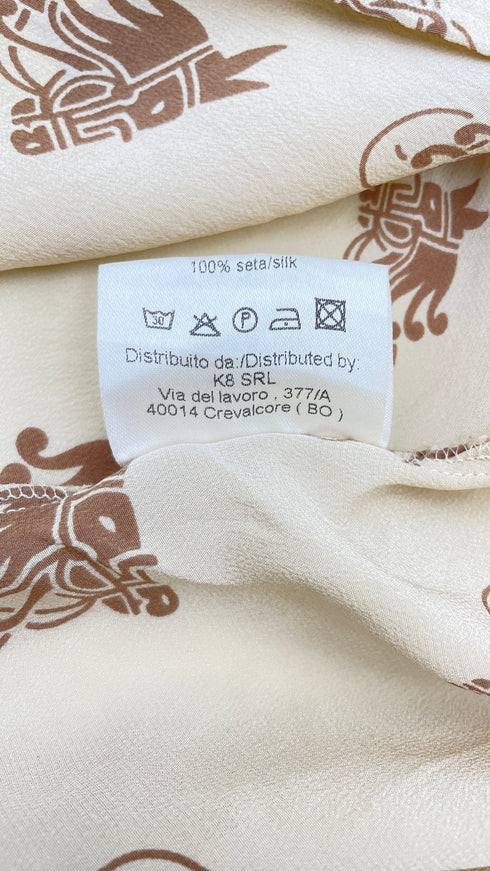 100% seta/silk
30° P
Distribuito da:/Distributed by:
K8 SRL
Via del lavoro , 377/A
40014 Crevalcore ( BO )